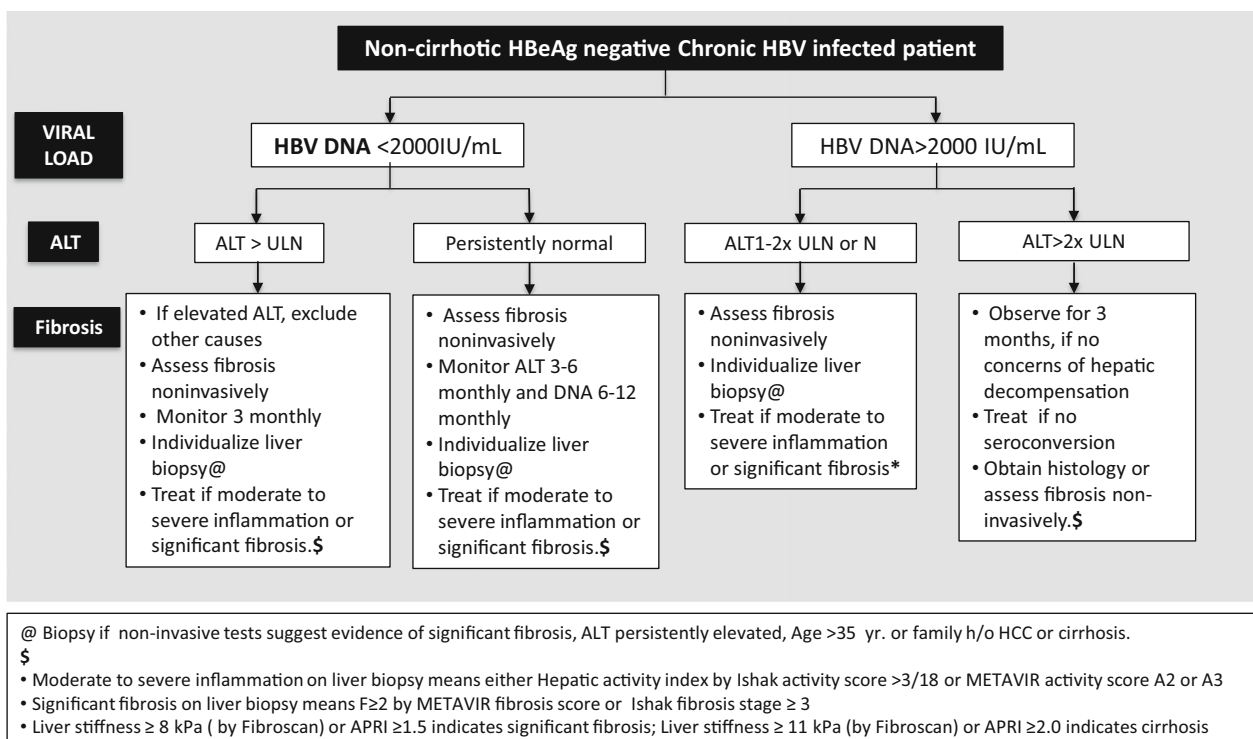 Non-cirrhotic HBeAg negative Chronic HBV infected patient
VIRAL
LOAD
HBV DNA <2000IU/mL
HBV DNA>2000 IU/mL
ALT
ALT > ULN
Persistently normal
ALT1-2x ULN or N
ALT>2x ULN
Fibrosis
• If elevated ALT, exclude
other causes
• Assess fibrosis
noninvasively
• Monitor 3 monthly
• Individualize liver
biopsy@
• Treat if moderate to
severe inflammation or
significant fibrosis.$
• Assess fibrosis
noninvasively
• Monitor ALT 3-6
monthly and DNA 6-12
monthly
• Individualize liver
biopsy@
• Treat if moderate to
severe inflammation or
significant fibrosis.$
• Assess fibrosis
noninvasively
• Individualize liver
biopsy@
• Treat if moderate to
severe inflammation
or significant fibrosis*
• Observe for 3
months, if no
concerns of hepatic
decompensation
• Treat if no
seroconversion
• Obtain histology or
assess fibrosis non-
invasively.$
@ Biopsy if non-invasive tests suggest evidence of significant fibrosis, ALT persistently elevated, Age >35 yr. or family h/o HCC or cirrhosis.
$
• Moderate to severe inflammation on liver biopsy means either Hepatic activity index by Ishak activity score >3/18 or METAVIR activity score A2 or A3
• Significant fibrosis on liver biopsy means F≥2 by METAVIR fibrosis score or Ishak fibrosis stage ≥ 3
• Liver stiffness ≥ 8 kPa ( by Fibroscan) or APRI ≥1.5 indicates significant fibrosis; Liver stiffness ≥ 11 kPa (by Fibroscan) or APRI ≥2.0 indicates cirrhosis